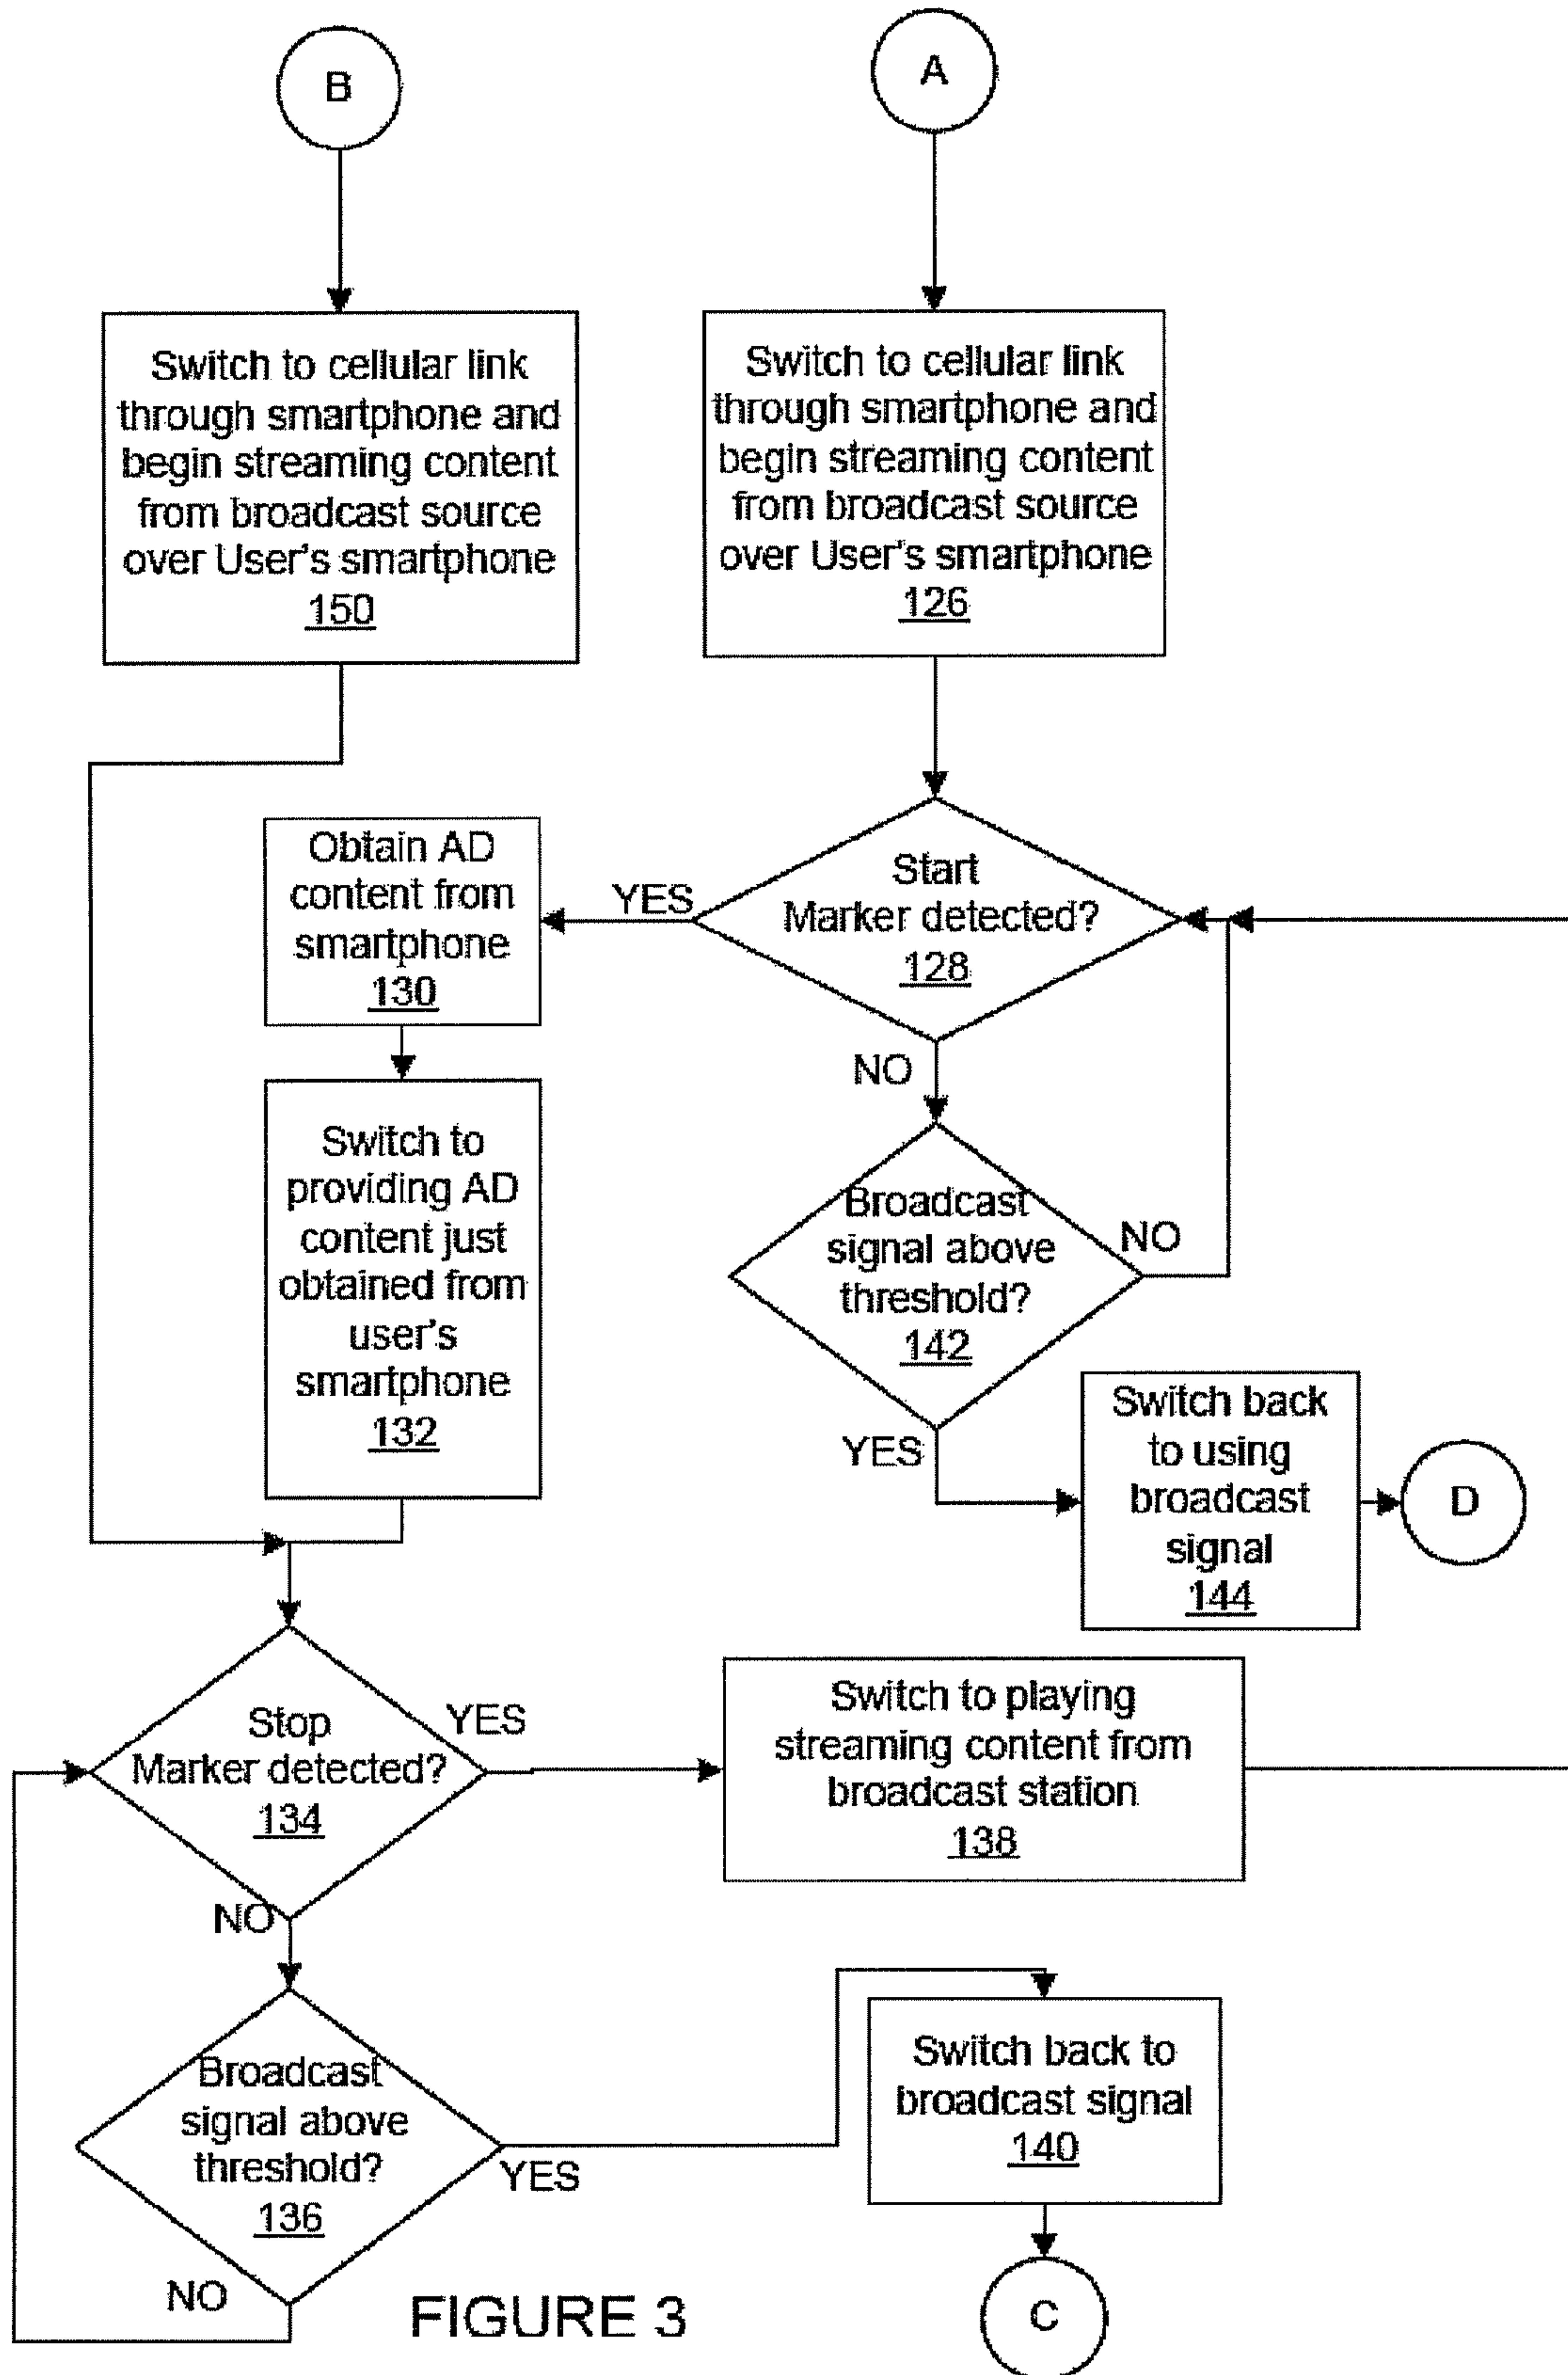 B
A
Switch to cellular link
through smartphone and
begin streaming content
from broadcast source
over User's smartphone
150
Switch to cellular link
through smartphone and
begin streaming content
from broadcast source
over User's smartphone
126
Obtain AD
content from
smartphone
130
YES
Start
Marker detected?
128
NO
Switch to
providing AD
content just
obtained from
user's
smartphone
132
Broadcast
signal above
threshold?
142
NO
YES
Switch back
to using
broadcast
signal
144
D
Stop
Marker detected?
134
YES
NO
Switch to playing
streaming content from
broadcast station
138
Broadcast
signal above
threshold?
136
YES
NO
Switch back to
broadcast signal
140
C
FIGURE 3